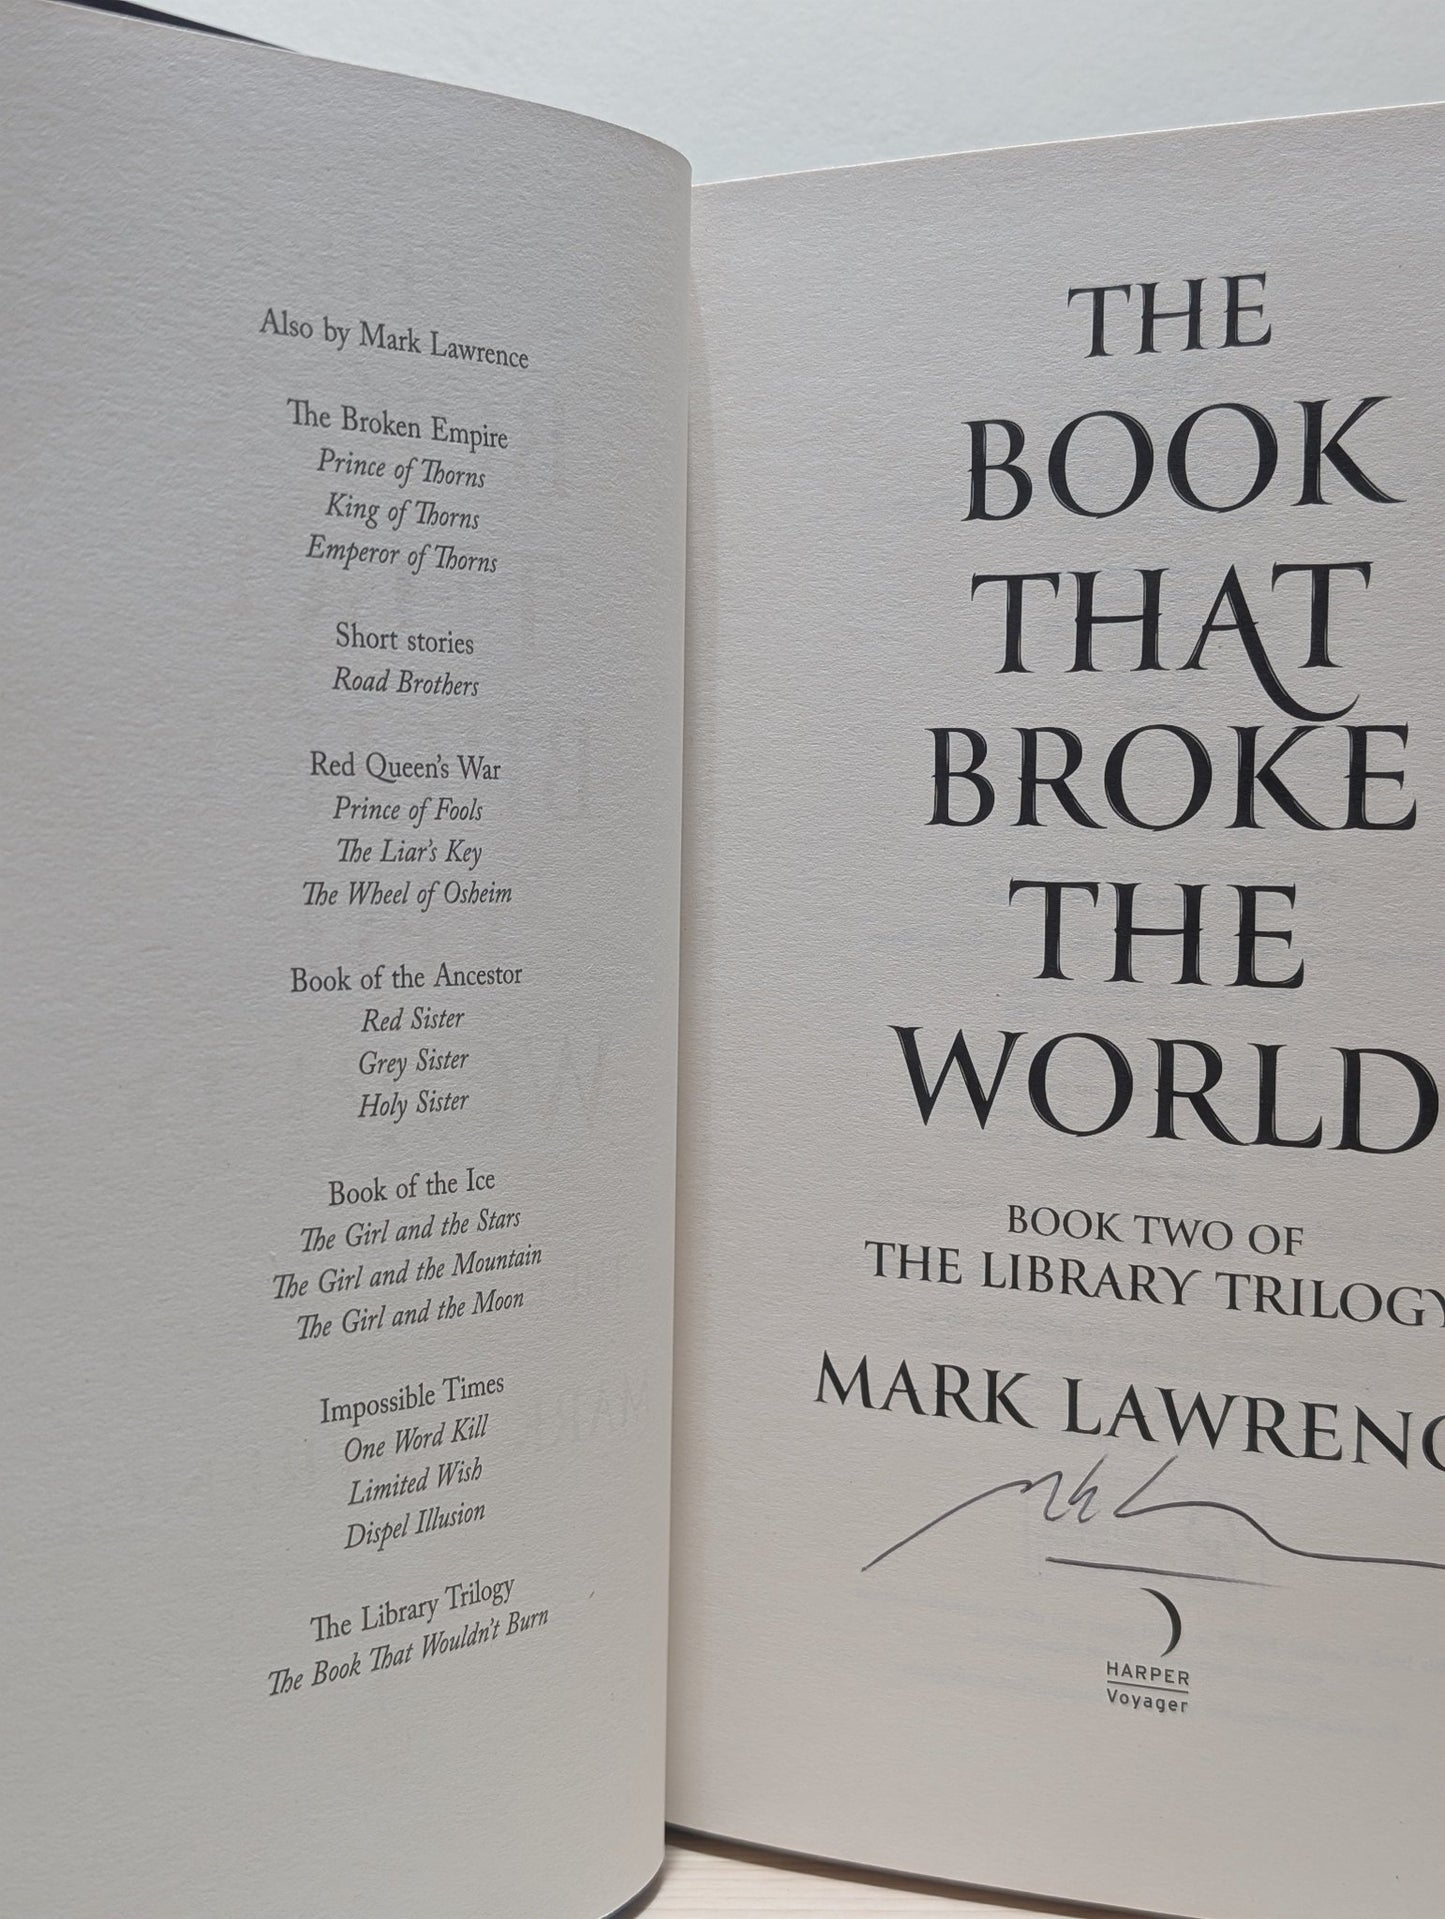 Also by Mark Lawrence
The Broken Empire
Prince of Thorns
King of Thorns
Emperor of Thorns
Short stories
Road Brothers
Red Queen's War
Prince of Fools
The Liar's Key
The Wheel of Osheim
Book of the Ancestor
Red Sister
Grey Sister
Holy Sister
Book of the Ice
The Girl and the Stars
The Girl and the Mountain
The Girl and the Moon
Impossible Times
One Word Kill
Limited Wish
Dispel Illusion
The Library Trilogy
The Book That Wouldn't Burn
THE
BOOK
THAT
BROKE
THE
WORLD
BOOK TWO OF
THE LIBRARY TRILOGY
MARK LAWRENC
HARPER
Voyager